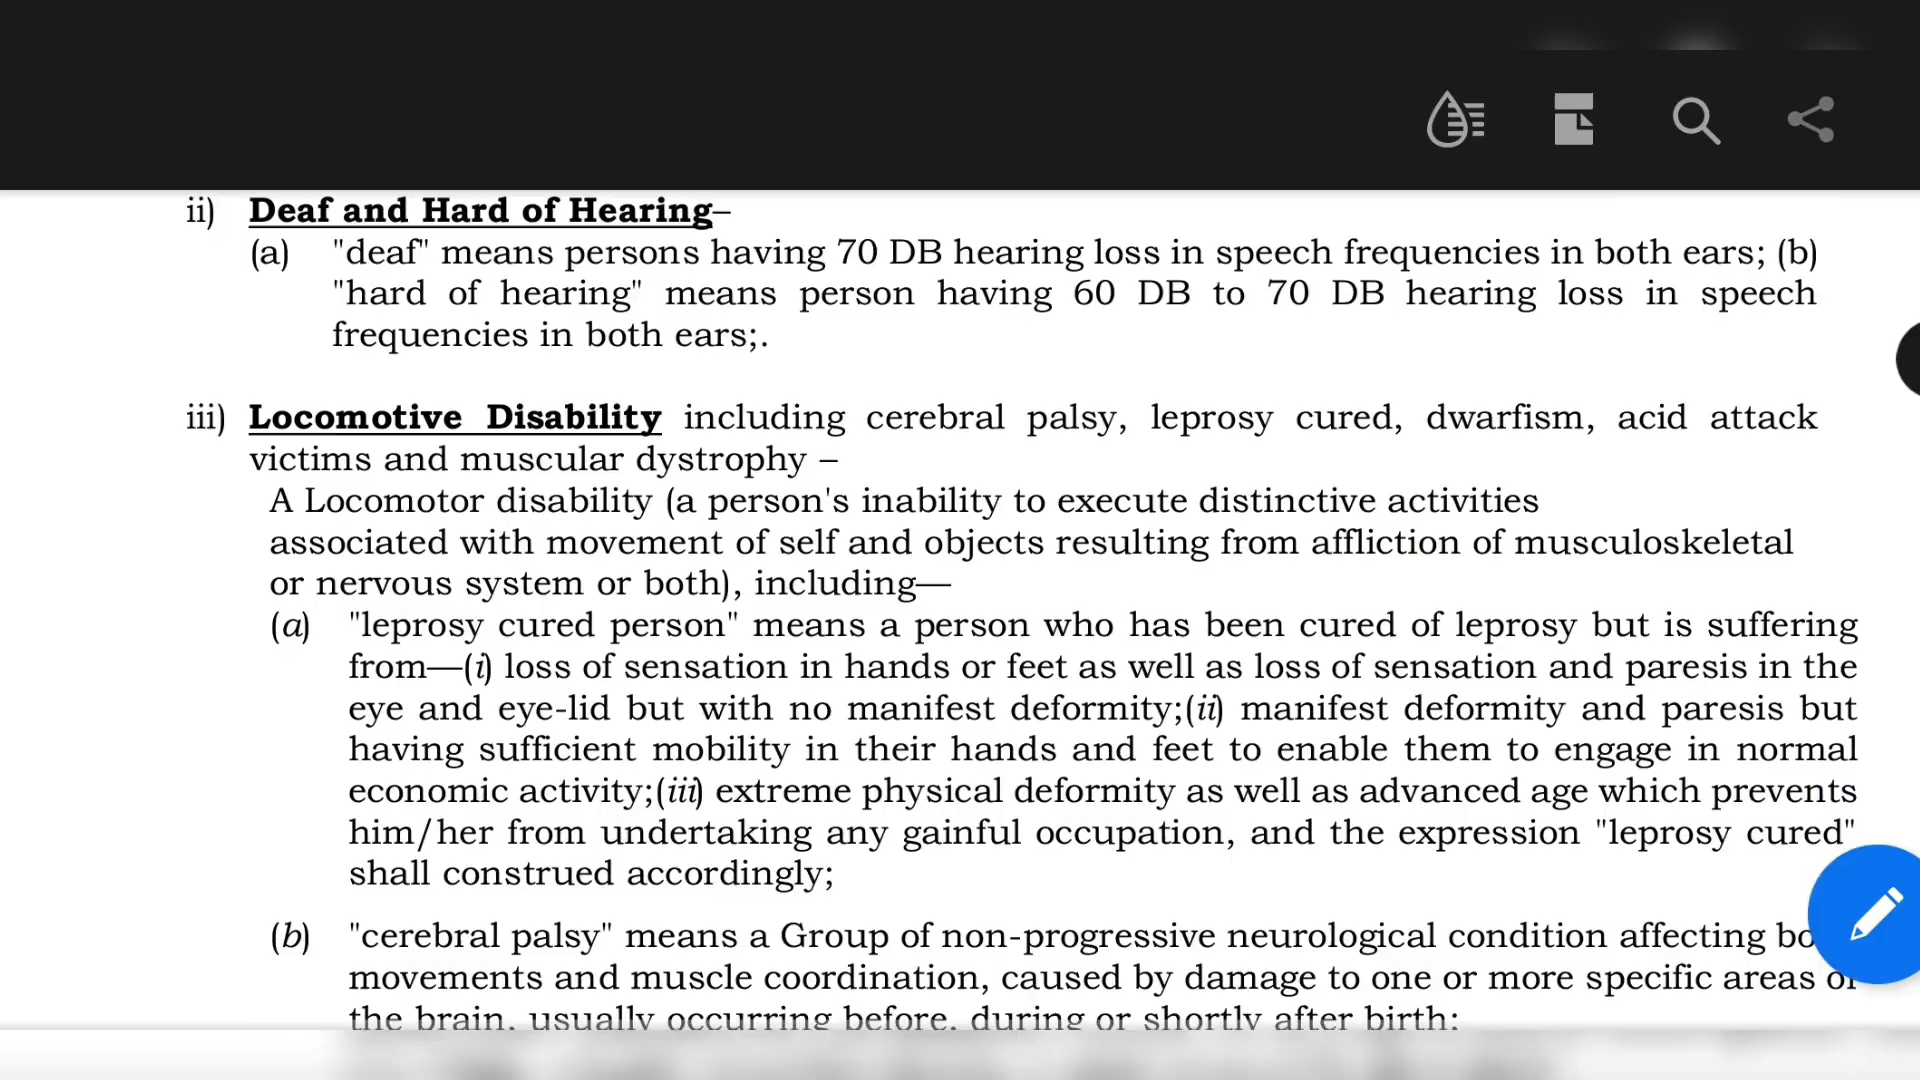 ii) Deaf and Hard of Hearing–
(a) "deaf" means persons having 70 DB hearing loss in speech frequencies in both ears; (b)
"hard of hearing" means person having 60 DB to 70 DB hearing loss in speech
frequencies in both ears;.
iii) Locomotive Disability including cerebral palsy, leprosy cured, dwarfism, acid attack
victims and muscular dystrophy –
A Locomotor disability (a person's inability to execute distinctive activities
associated with movement of self and objects resulting from affliction of musculoskeletal
or nervous system or both), including—
(a) "leprosy cured person" means a person who has been cured of leprosy but is suffering
from—(i) loss of sensation in hands or feet as well as loss of sensation and paresis in the
eye and eye-lid but with no manifest deformity;(ii) manifest deformity and paresis but
having sufficient mobility in their hands and feet to enable them to engage in normal
economic activity;(iii) extreme physical deformity as well as advanced age which prevents
him/her from undertaking any gainful occupation, and the expression "leprosy cured"
shall construed accordingly;
(b) "cerebral palsy" means a Group of non-progressive neurological condition affecting
movements and muscle coordination, caused by damage to one or more specific areas of
the brain, usually occurring before, during or shortly after birth;